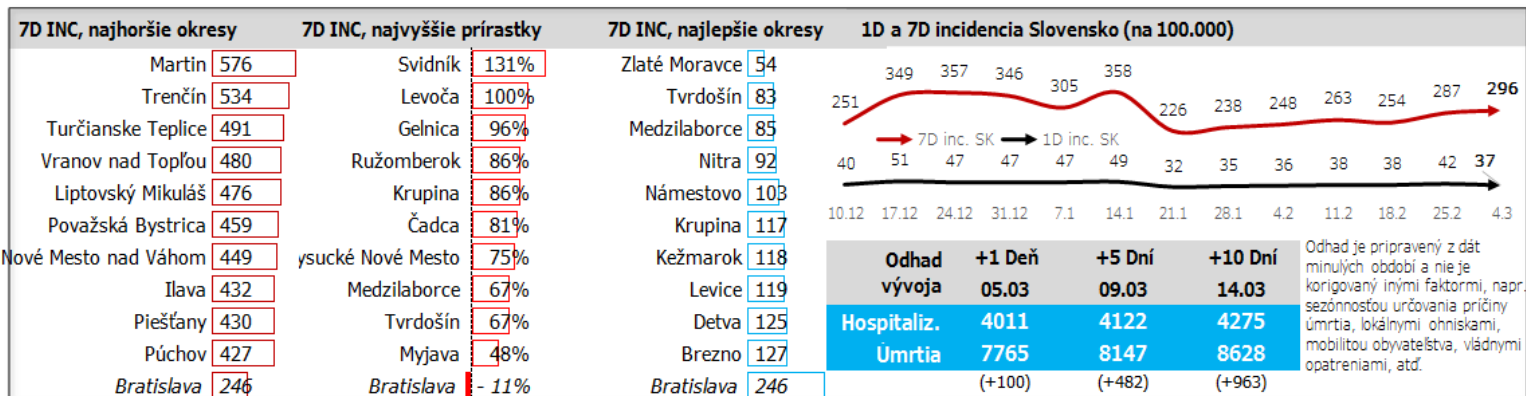 7D INC, najhoršie okresy
Martin 576
Trenčín 534
Turčianske Teplice 491
Vranov nad Topľou 480
Liptovský Mikuláš 476
Považská Bystrica 459
Nové Mesto nad Váhom 449
Ilava 432
Piešťany 430
Púchov 427
Bratislava 246
7D INC, najvyššie prírastky
Svidník 131%
Levoča 100%
Gelnica 96%
Ružomberok 86%
Krupina 86%
Čadca 81%
ysucké Nové Mesto 75%
Medzilaborce 67%
Tvrdošín 67%
Myjava 48%
Bratislava - 11%
7D INC, najlepšie okresy
Zlaté Moravce 54
Tvrdošín 83
Medzilaborce 85
Nitra 92
Námestovo 103
Krupina 117
Kežmarok 118
Levice 119
Detva 125
Brezno 127
Bratislava 246
1D a 7D incidencia Slovensko (na 100.000)
251 349 357 346 305 358 226 238 248 263 254 287 296
7D inc. SK 1D inc. SK
40 51 47 47 47 49 32 35 36 38 38 42 37
10.12 17.12 24.12 31.12 7.1 14.1 21.1 28.1 4.2 11.2 18.2 25.2 4.3
Odhad +1 Deň +5 Dní +10 Dní
vývoja 05.03 09.03 14.03
Hospitaliz. 4011 4122 4275
Úmrtia 7765 8147 8628
(+100) (+482) (+963)
Odhad je pripravený z dát
minulých období a nie je
korigovaný inými faktormi, napr.
sezónnosťou určovania príčiny
úmrtia, lokálnymi ohniskami,
mobilitou obyvateľstva, vládnymi
opatreniami, atď.